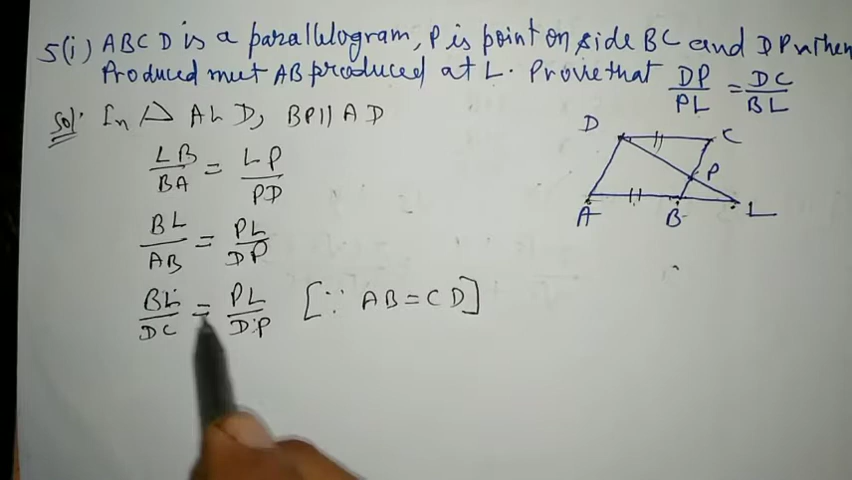 5(i) ABCD is a parallelogram, P is point on side BC and DP when
Produced meet AB produced at L. Prove that DP/PL = DC/BL
Sol: In △ ALD, BP || AD
LB/BA = LP/PD
BL/AB = PL/DP
BL/DC = PL/DP [∵ AB = CD]
D C
P
A B L